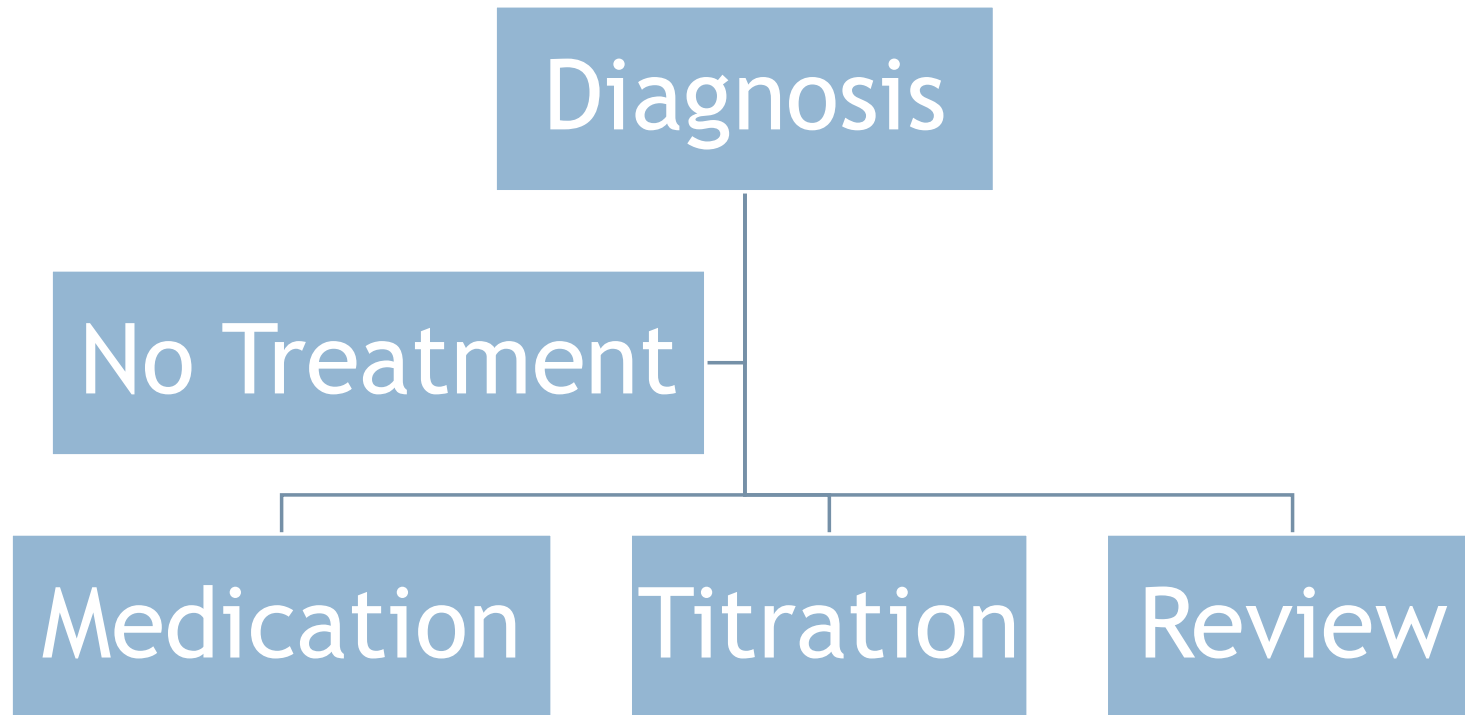 Diagnosis
No Treatment
Medication
Titration
Review